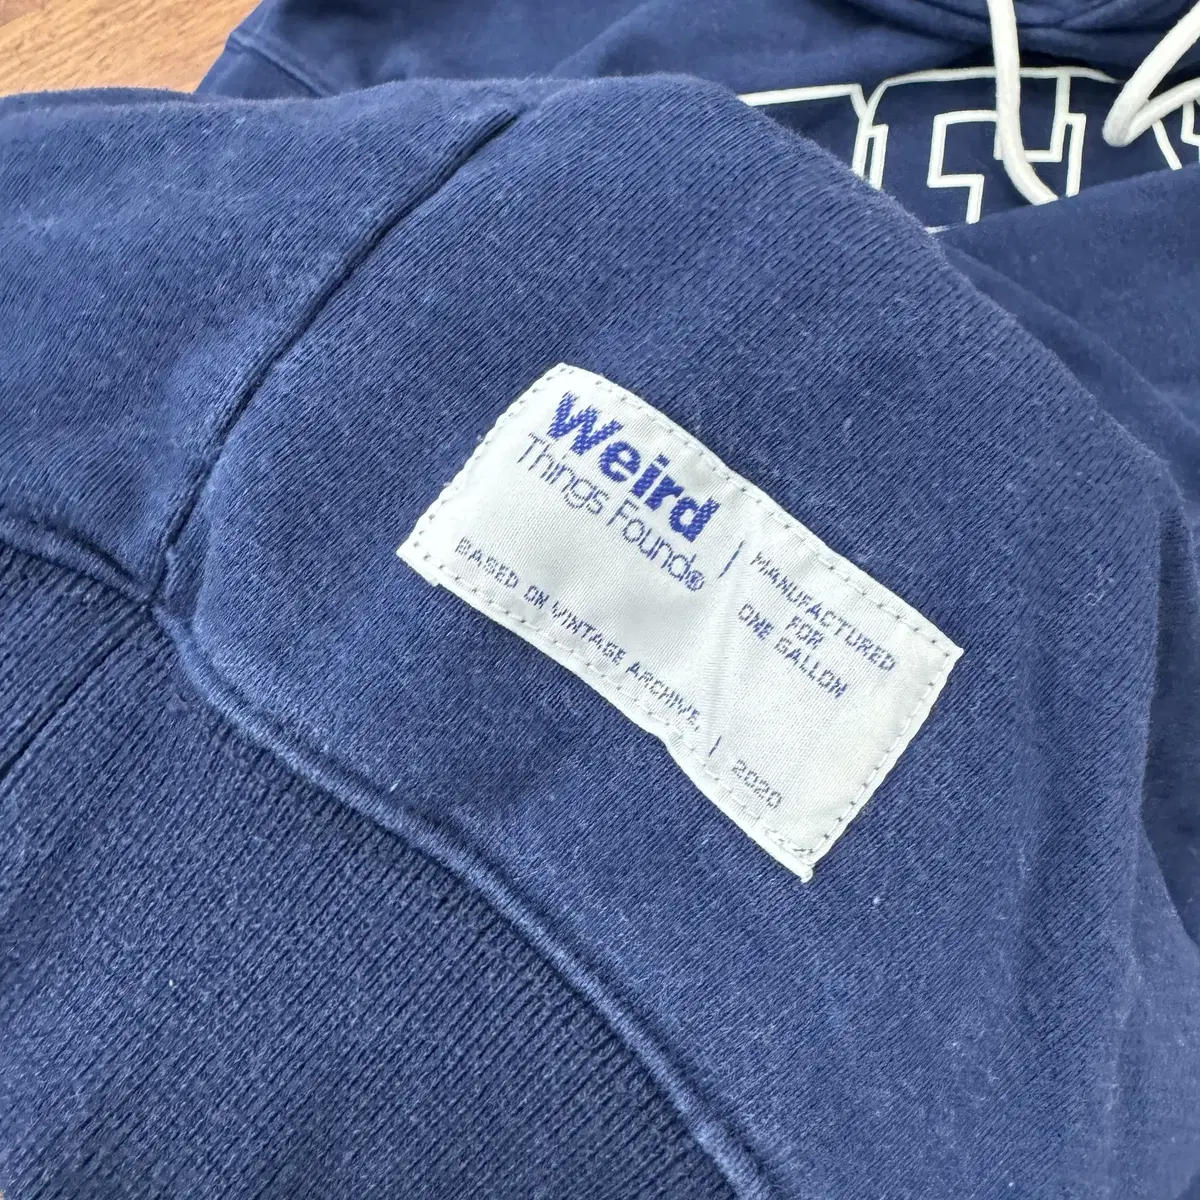 Weird
Things Found®
BASED ON VINTAGE ARCHIVE.
MANUFACTURED
FOR
ONE GALLON
2020